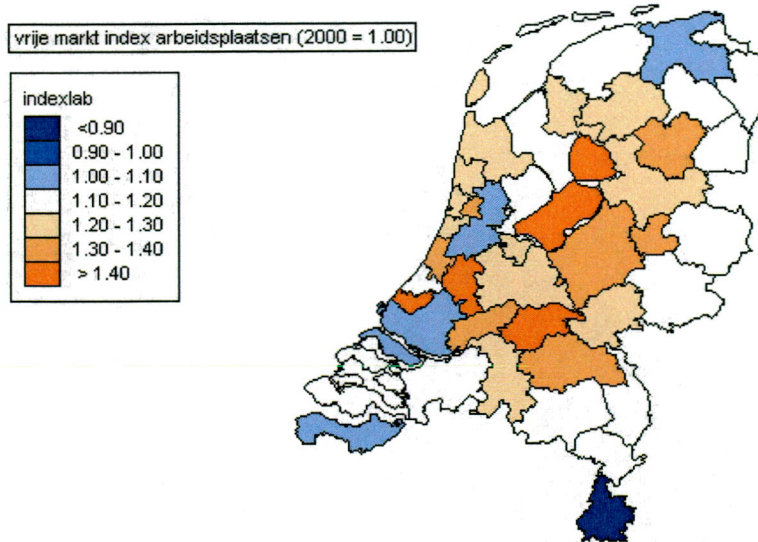 vrije markt index arbeidsplaatsen (2000 = 1.00)
indexlab
<0.90
0.90 - 1.00
1.00 - 1.10
1.10 - 1.20
1.20 - 1.30
1.30 - 1.40
> 1.40